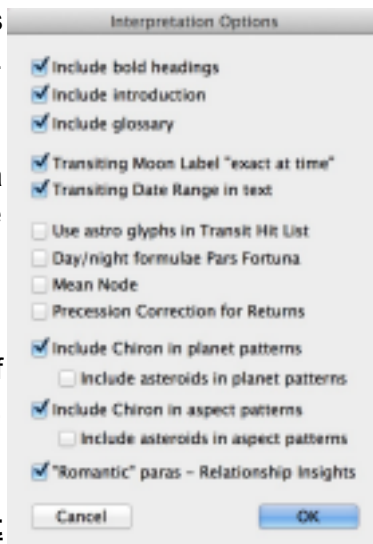 Interpretation Options
Include bold headings
Include introduction
Include glossary
Transiting Moon Label "exact at time"
Transiting Date Range in text
Use astro glyphs in Transit Hit List
Day/night formulae Pars Fortuna
Mean Node
Precession Correction for Returns
Include Chiron in planet patterns
Include asteroids in planet patterns
Include Chiron in aspect patterns
Include asteroids in aspect patterns
"Romantic" paras – Relationship Insights
Cancel OK